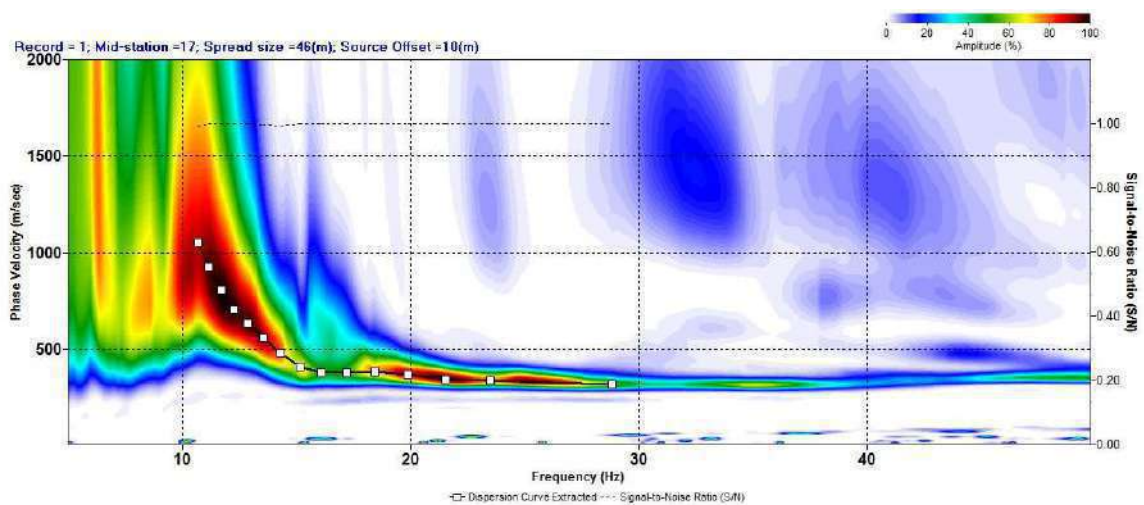 0 20 40 60 80 100
Amplitude (%)
Record = 1; Mid-station =17; Spread size =46(m); Source Offset =10(m)
2000
1500
1000
500
Phase Velocity (m/sec)
1.00
0.80
0.60
0.40
0.20
0.00
Signal-to-Noise Ratio (S/N)
10 20 30 40
Frequency (Hz)
Dispersion Curve Extracted Signal-to-Noise Ratio (S/N)